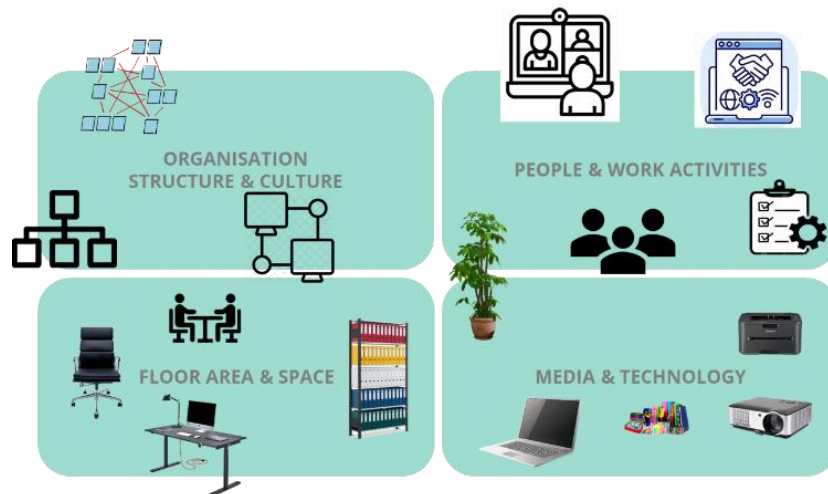 ORGANISATION
STRUCTURE & CULTURE
PEOPLE & WORK ACTIVITIES
FLOOR AREA & SPACE
MEDIA & TECHNOLOGY